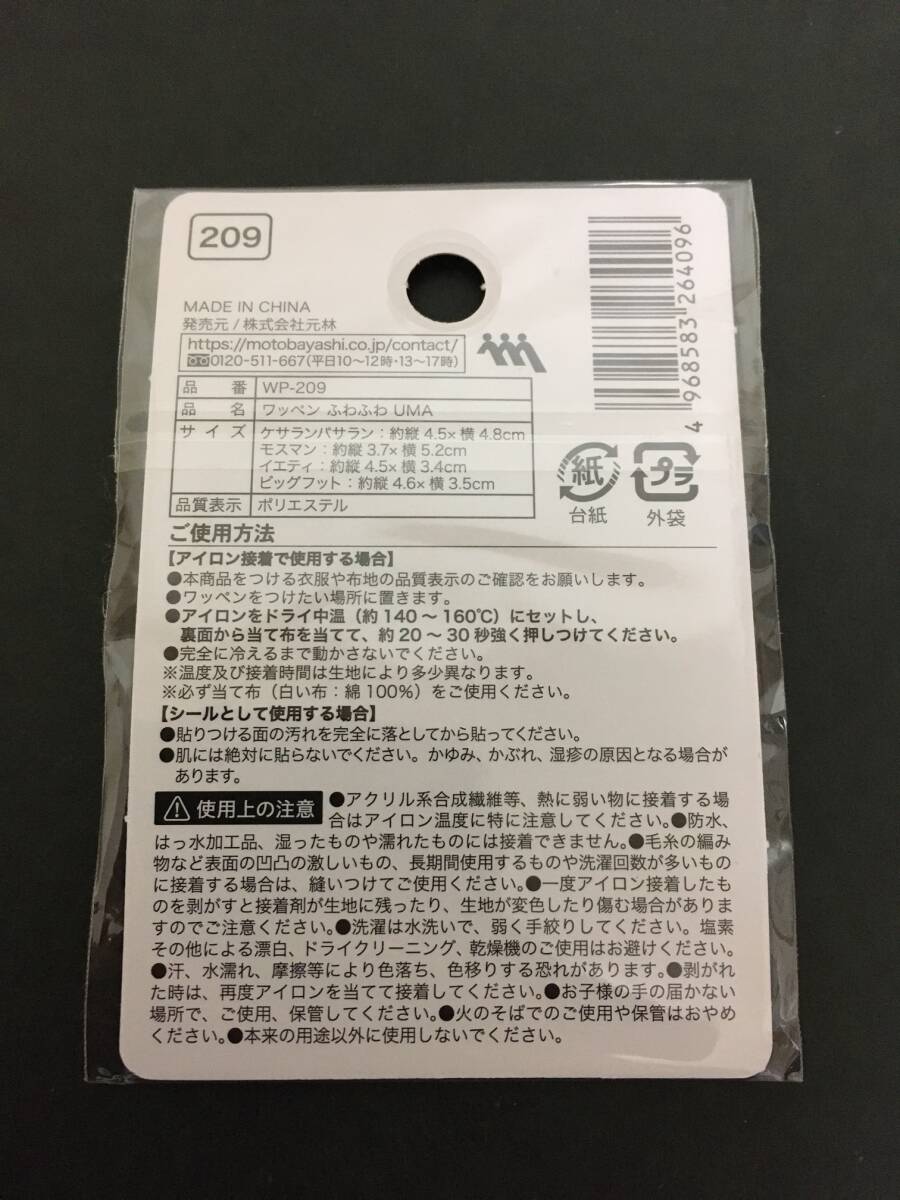 209
MADE IN CHINA
発売元 / 株式会社元林
https://motobayashi.co.jp/contact/
0120-511-667(平日10〜12時・13〜17時)
品番 WP-209
品名 ワッペン ふわふわ UMA
サイズ ケサランパサラン：約縦 4.5×横 4.8cm
モスマン：約縦 3.7×横 5.2cm
イエティ：約縦 4.5×横 3.4cm
ビッグフット：約縦 4.6×横 3.5cm
品質表示 ポリエステル
4 968583 264096
紙
台紙
プラ
外袋
ご使用方法
【アイロン接着で使用する場合】
●本商品をつける衣服や布地の品質表示のご確認をお願いします。
●ワッペンをつけたい場所に置きます。
●アイロンをドライ中温（約 140 〜 160℃）にセットし、
裏面から当て布を当てて、約 20 〜 30 秒強く押しつけてください。
●完全に冷えるまで動かさないでください。
※温度及び接着時間は生地により多少異なります。
※必ず当て布（白い布：綿 100%）をご使用ください。
【シールとして使用する場合】
●貼りつける面の汚れを完全に落としてから貼ってください。
●肌には絶対に貼らないでください。かゆみ、かぶれ、湿疹の原因となる場合が
あります。
使用上の注意 ●アクリル系合成繊維等、熱に弱い物に接着する場
合はアイロン温度に特に注意してください。●防水、
はっ水加工品、湿ったものや濡れたものには接着できません。●毛糸の編み
物など表面の凹凸の激しいもの、長期間使用するものや洗濯回数が多いもの
に接着する場合は、縫いつけてご使用ください。●一度アイロン接着したも
のを剥がすと接着剤が生地に残ったり、生地が変色したり傷む場合がありま
すのでご注意ください。●洗濯は水洗いで、弱く手絞りしてください。塩素
その他による漂白、ドライクリーニング、乾燥機のご使用はお避けください。
●汗、水濡れ、摩擦等により色落ち、色移りする恐れがあります。●剥がれ
た時は、再度アイロンを当てて接着してください。●お子様の手の届かない
場所で、ご使用、保管してください。●火のそばでのご使用や保管はおやめ
ください。●本来の用途以外に使用しないでください。